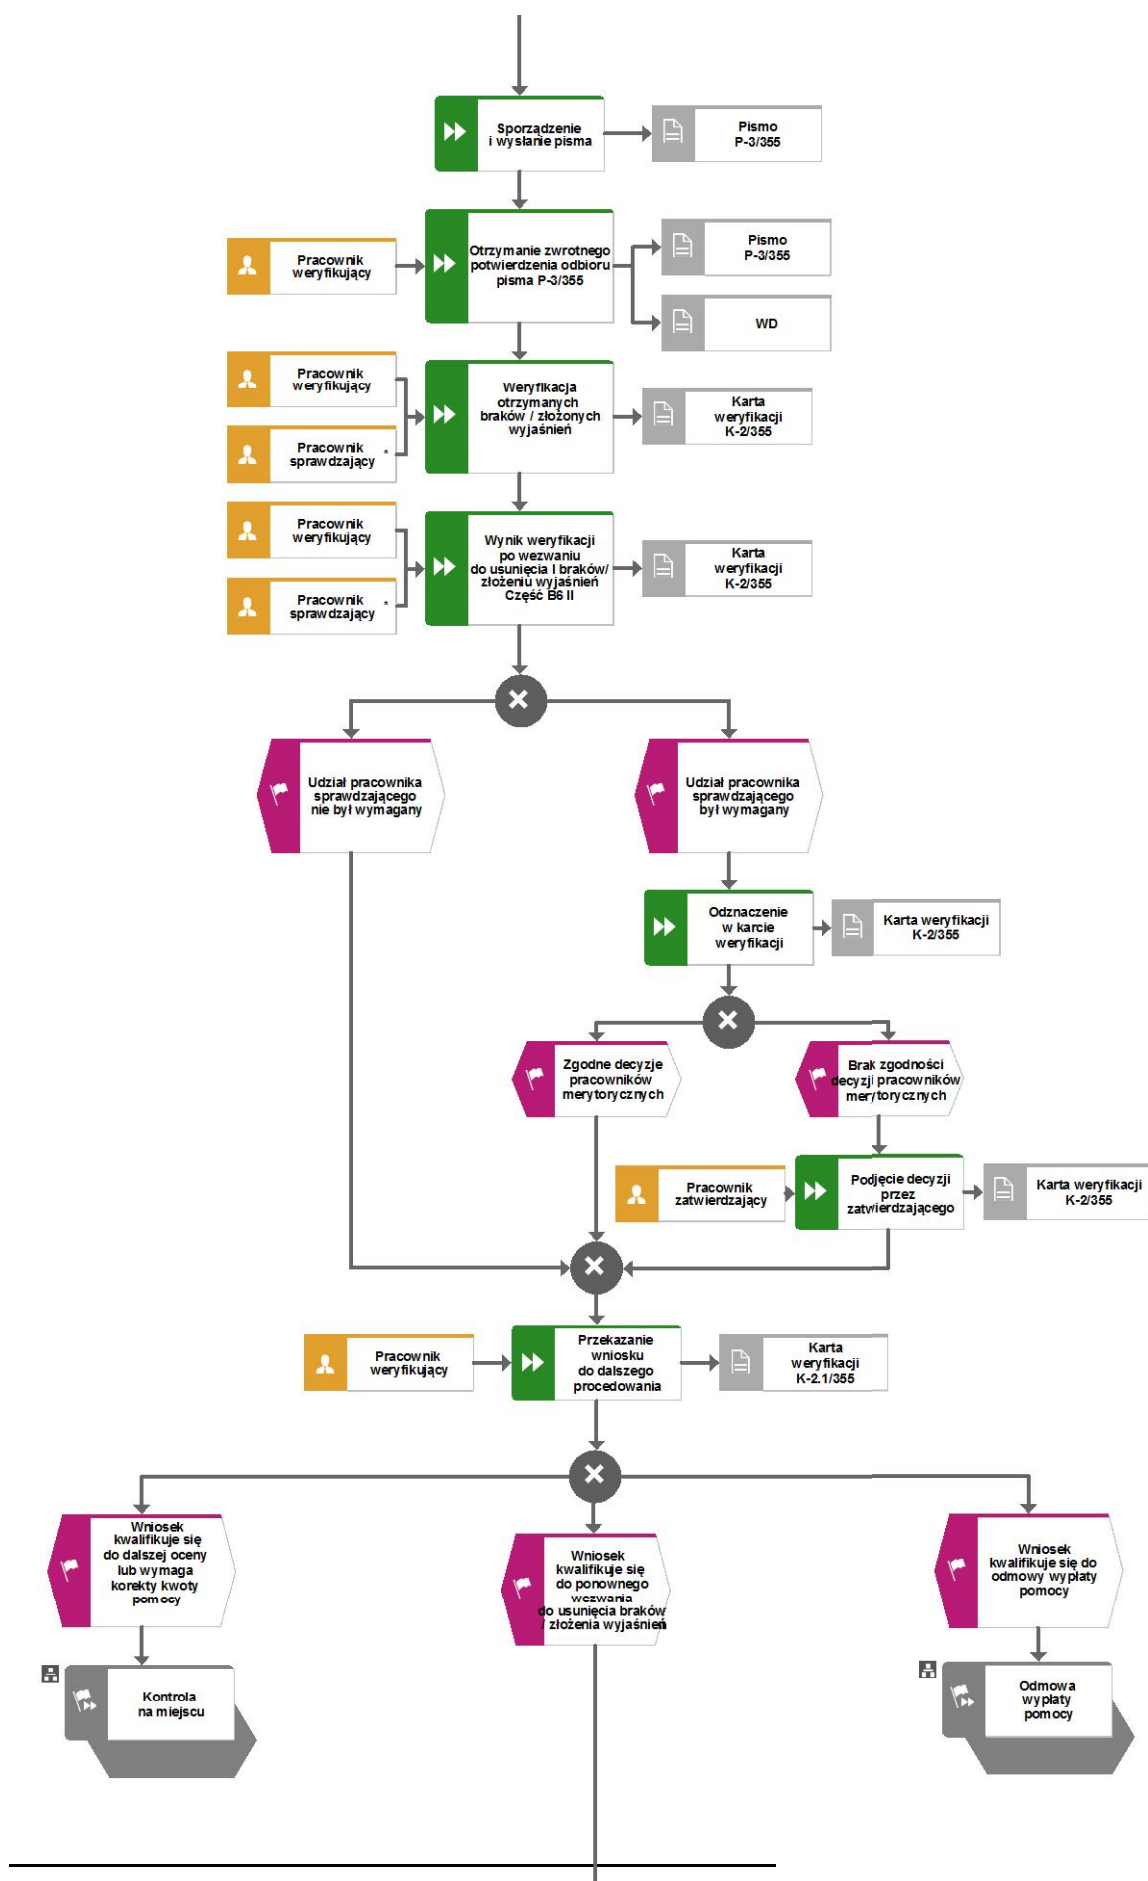 Sporządzenie
i wysłanie pisma
Pismo
P-3/355
Pracownik
weryfikujący
Otrzymanie zwrotnego
potwierdzenia odbioru
pisma P-3/355
Pismo
P-3/355
WD
Pracownik
weryfikujący
Pracownik
sprawdzający *
Weryfikacja
otrzymanych
braków / złożonych
wyjaśnień
Karta
weryfikacji
K-2/355
Pracownik
weryfikujący
Pracownik
sprawdzający *
Wynik weryfikacji
po wezwaniu
do usunięcia I braków/
złożeniu wyjaśnień
Część B6 II
Karta
weryfikacji
K-2/355
Udział pracownika
sprawdzającego
nie był wymagany
Udział pracownika
sprawdzającego
był wymagany
Odznaczenie
w karcie
weryfikacji
Karta weryfikacji
K-2/355
Zgodne decyzje
pracowników
merytorycznych
Brak zgodności
decyzji pracowników
merytorycznych
Pracownik
zatwierdzający
Podjęcie decyzji
przez
zatwierdzającego
Karta weryfikacji
K-2/355
Pracownik
weryfikujący
Przekazanie
wniosku
do dalszego
procedowania
Karta
weryfikacji
K-2.1/355
Wniosek
kwalifikuje się
do dalszej oceny
lub wymaga
korekty kwoty
pomocy
Wniosek
kwalifikuje się
do ponownego
wezwania
do usunięcia braków
/ złożenia wyjaśnień
Wniosek
kwalifikuje się do
odmowy wypłaty
pomocy
Kontrola
na miejscu
Odmowa
wypłaty
pomocy